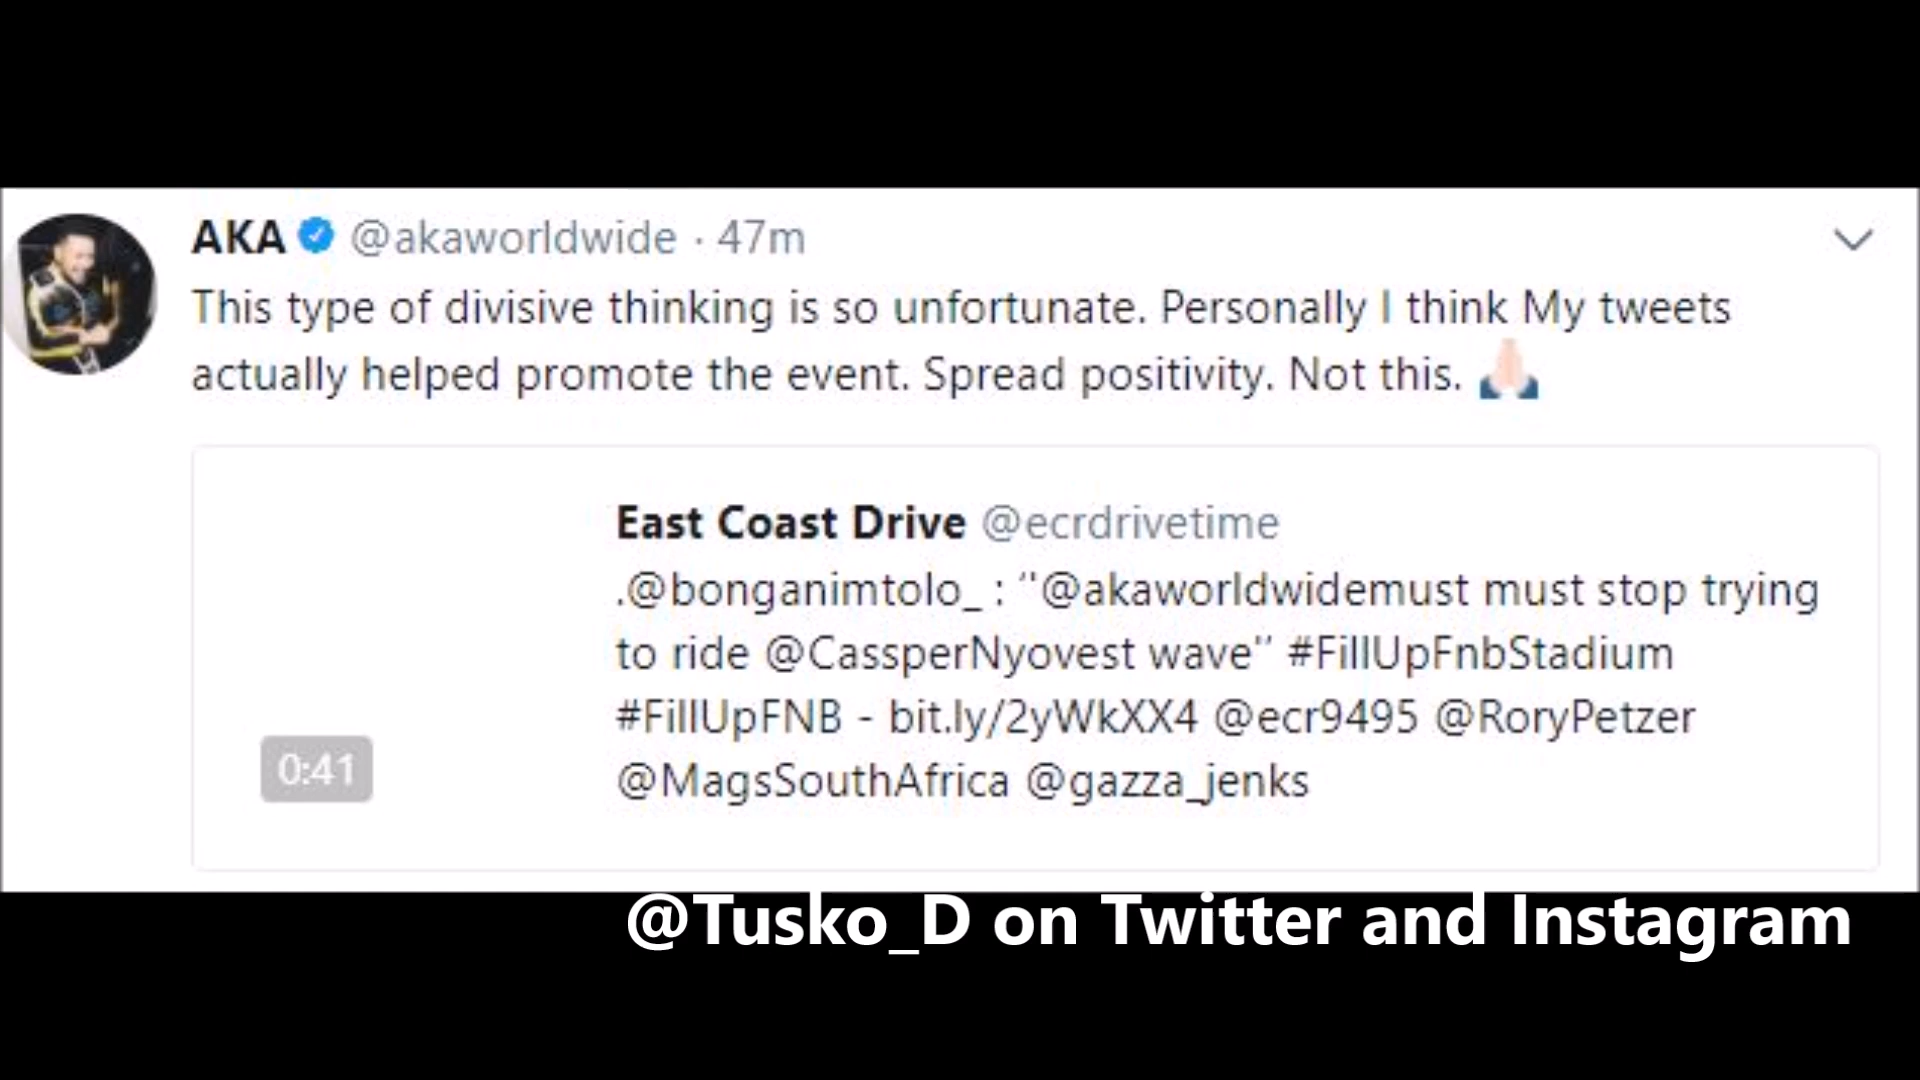 AKA @akaworldwide · 47m
This type of divisive thinking is so unfortunate. Personally I think My tweets
actually helped promote the event. Spread positivity. Not this. 🙏🏻
East Coast Drive @ecrdrivetime
.@bonganimtolo_ : "@akaworldwidemust must stop trying
to ride @CassperNyovest wave" #FillUpFnbStadium
#FillUpFNB - bit.ly/2yWkXX4 @ecr9495 @RoryPetzer
@MagsSouthAfrica @gazza_jenks
0:41
@Tusko_D on Twitter and Instagram